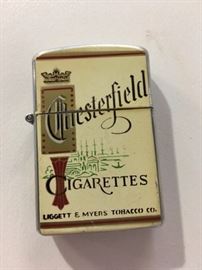 Chesterfield
CIGARETTES
LIGGETT & MYERS TOBACCO CO.